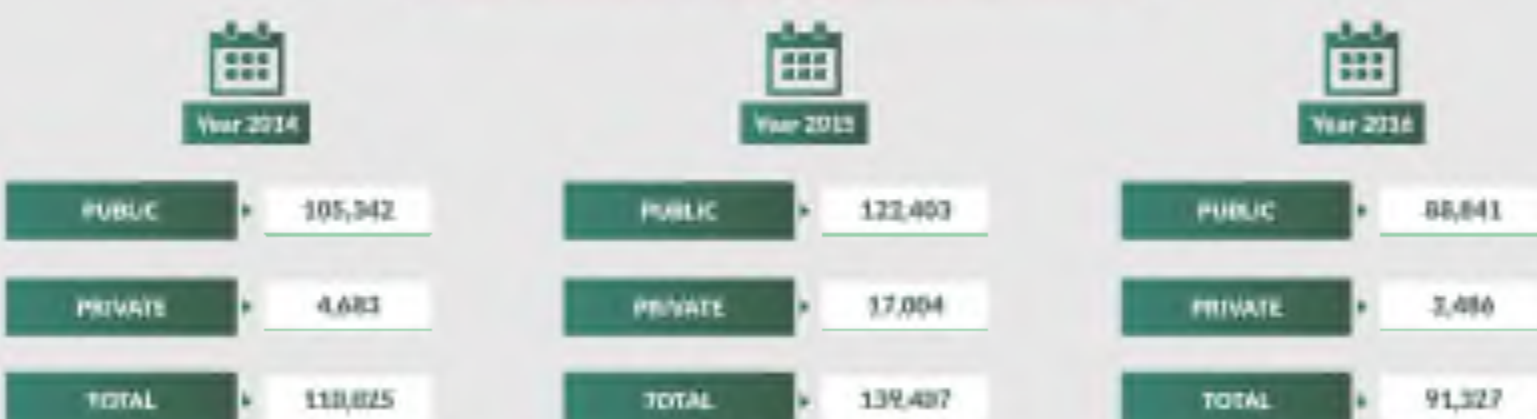 Year 2014 Year 2015 Year 2016
PUBLIC 105,342 PUBLIC 122,403 PUBLIC 88,841
PRIVATE 4,683 PRIVATE 17,004 PRIVATE 2,486
TOTAL 110,025 TOTAL 139,407 TOTAL 91,327